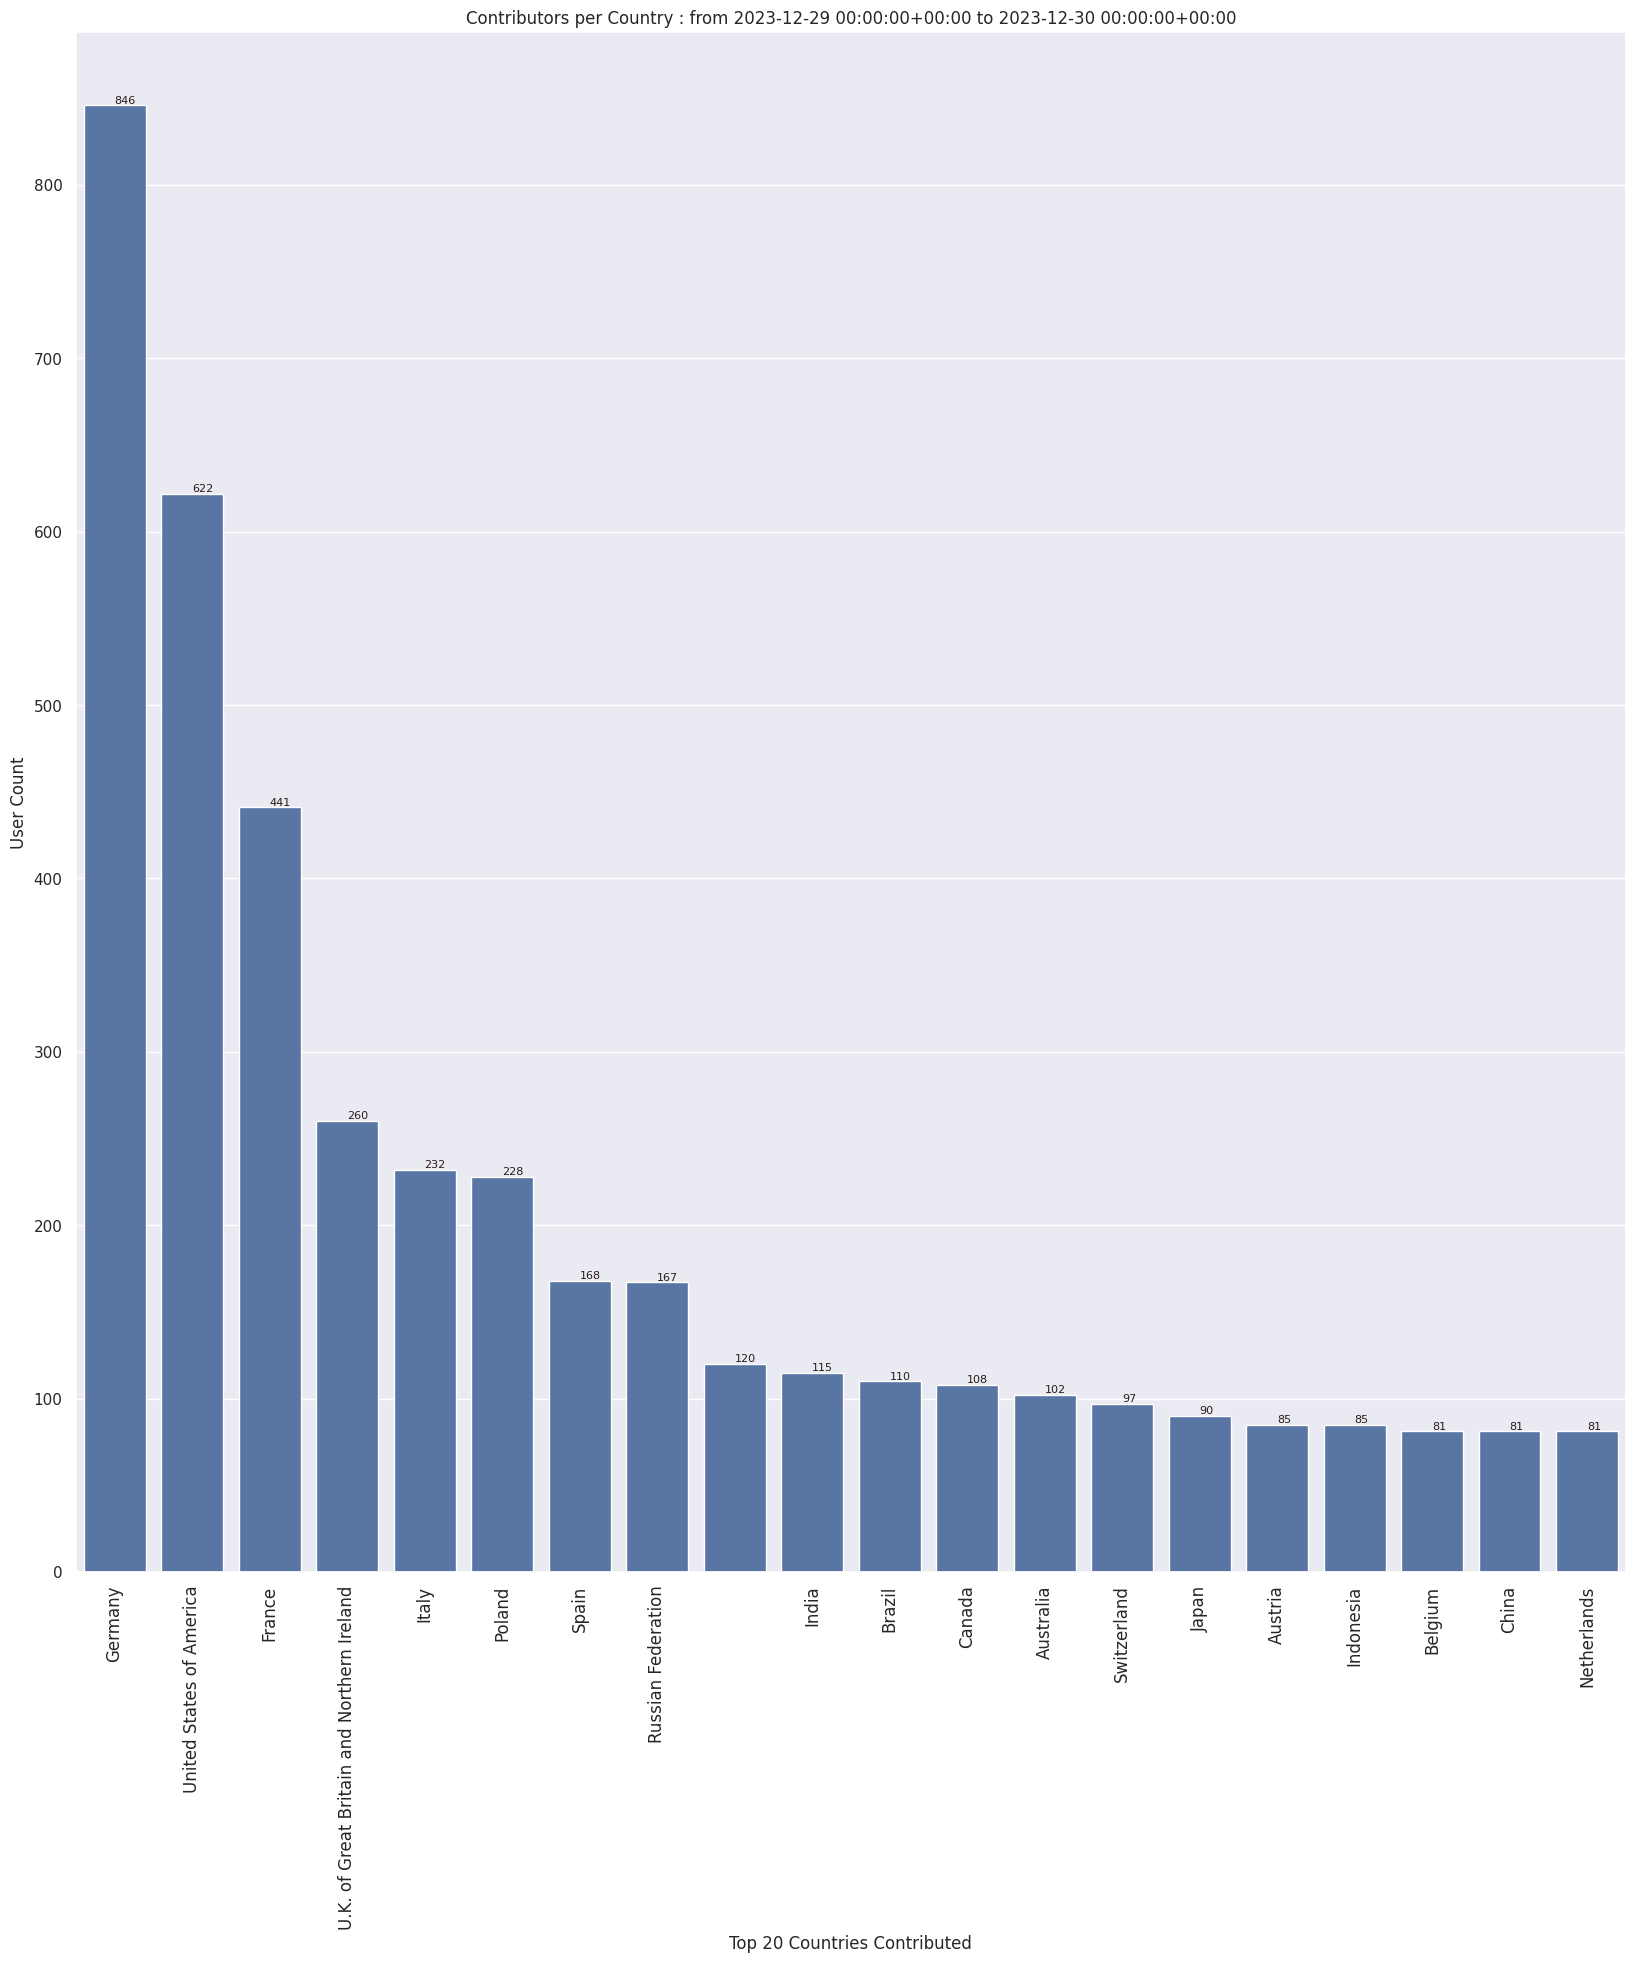 Contributors per Country : from 2023-12-29 00:00:00+00:00 to 2023-12-30 00:00:00+00:00
User Count
800
700
600
500
400
300
200
100
0
846
622
441
260
232
228
168
167
120
115
110
108
102
97
90
85
85
81
81
81
Germany
United States of America
France
U.K. of Great Britain and Northern Ireland
Italy
Poland
Spain
Russian Federation
India
Brazil
Canada
Australia
Switzerland
Japan
Austria
Indonesia
Belgium
China
Netherlands
Top 20 Countries Contributed